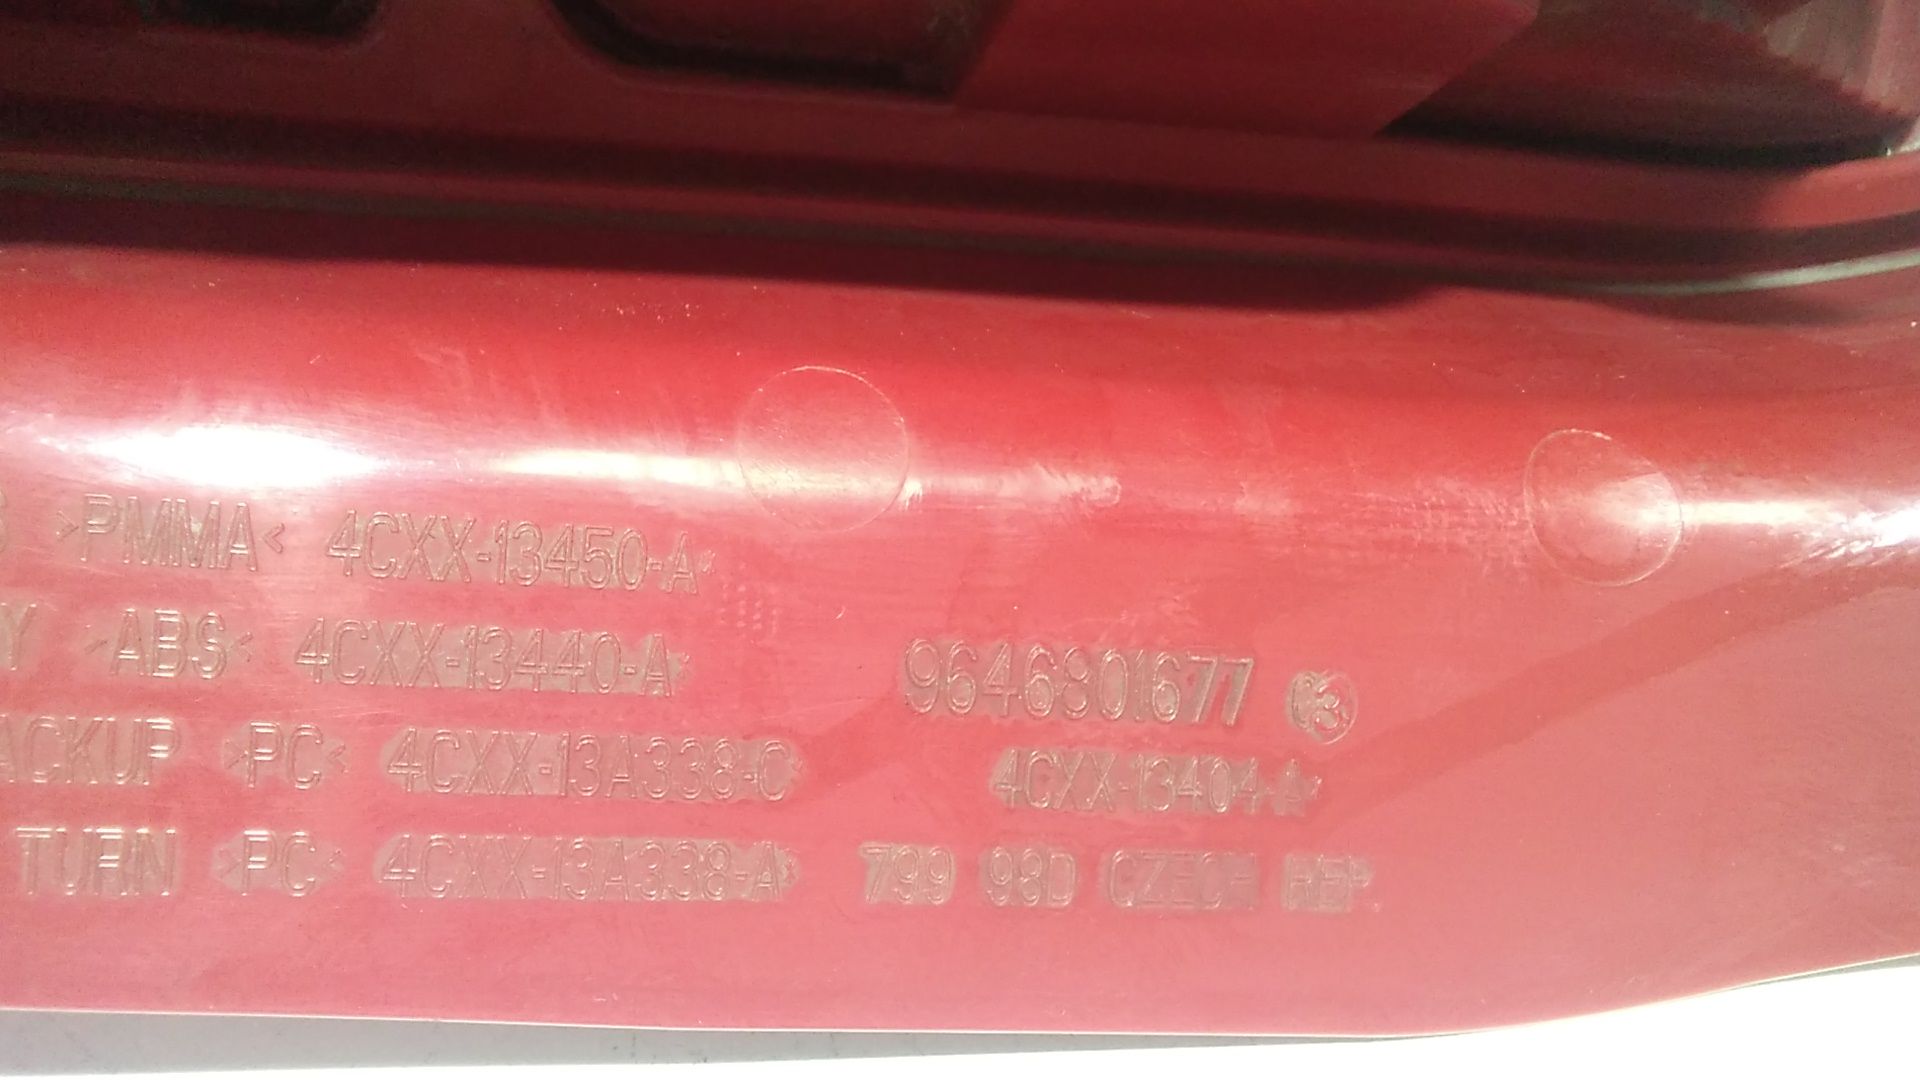 >PMMA< 4CXX-13450-A
>ABS< 4CXX-13440-A
ACKUP >PC< 4CXX-13A338-C
TURN >PC< 4CXX-13A338-A
9646801677
4CXX-13404-A
799 98D CZECH REP